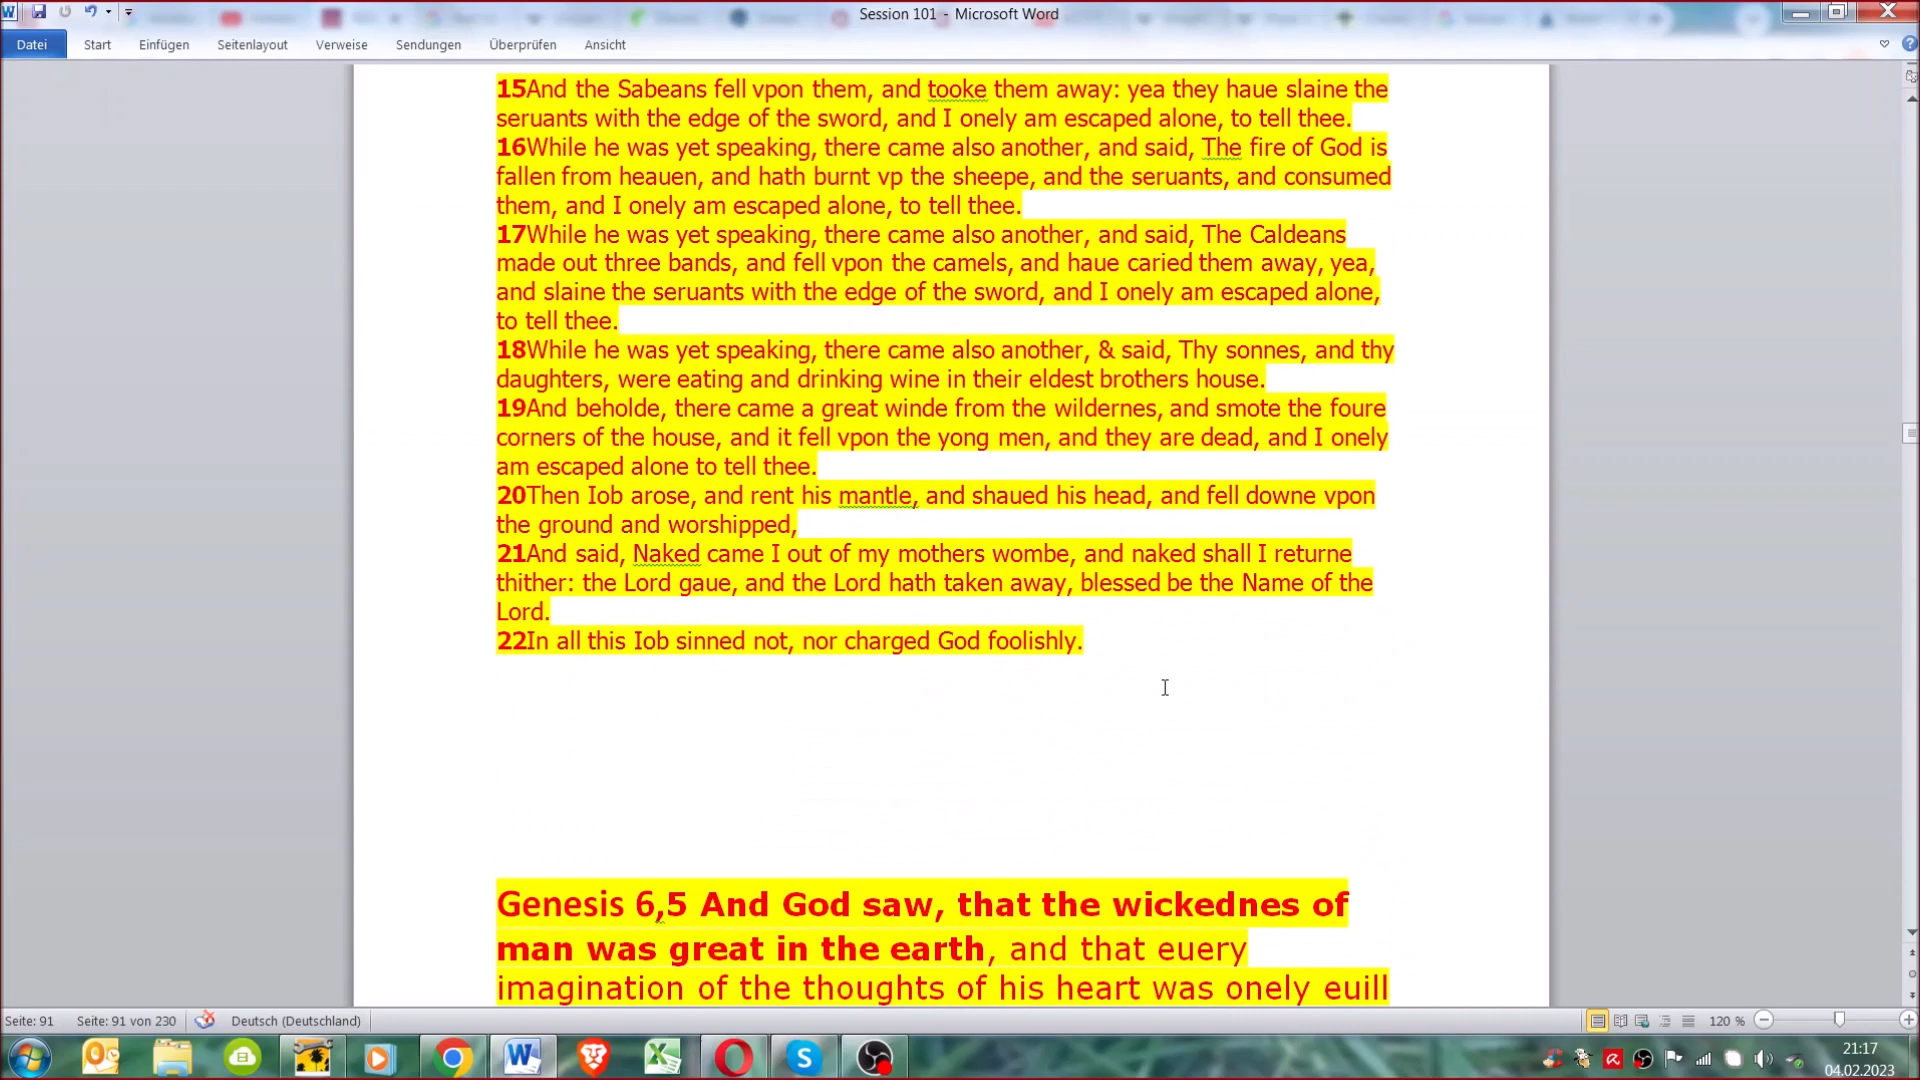 Session 101 - Microsoft Word
Datei Start Einfügen Seitenlayout Verweise Sendungen Überprüfen Ansicht
15And the Sabeans fell vpon them, and tooke them away: yea they haue slaine the
seruants with the edge of the sword, and I onely am escaped alone, to tell thee.
16While he was yet speaking, there came also another, and said, The fire of God is
fallen from heauen, and hath burnt vp the sheepe, and the seruants, and consumed
them, and I onely am escaped alone, to tell thee.
17While he was yet speaking, there came also another, and said, The Caldeans
made out three bands, and fell vpon the camels, and haue caried them away, yea,
and slaine the seruants with the edge of the sword, and I onely am escaped alone,
to tell thee.
18While he was yet speaking, there came also another, & said, Thy sonnes, and thy
daughters, were eating and drinking wine in their eldest brothers house.
19And beholde, there came a great winde from the wildernes, and smote the foure
corners of the house, and it fell vpon the yong men, and they are dead, and I onely
am escaped alone to tell thee.
20Then Iob arose, and rent his mantle, and shaued his head, and fell downe vpon
the ground and worshipped,
21And said, Naked came I out of my mothers wombe, and naked shall I returne
thither: the Lord gaue, and the Lord hath taken away, blessed be the Name of the
Lord.
22In all this Iob sinned not, nor charged God foolishly.
Genesis 6,5 And God saw, that the wickednes of
man was great in the earth, and that euery
imagination of the thoughts of his heart was onely euill
Seite: 91 Seite: 91 von 230 Deutsch (Deutschland) 120 %
21:17
04.02.2023